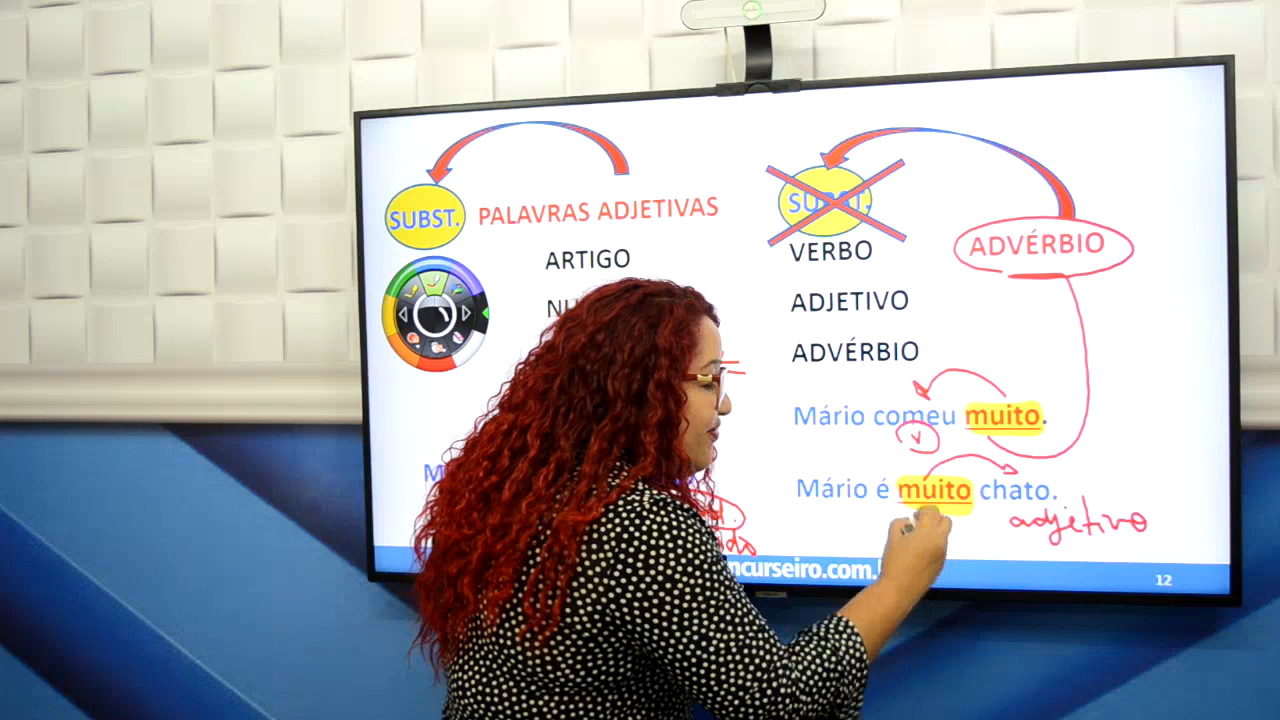 SUBST. PALAVRAS ADJETIVAS
ARTIGO
SUBST.
VERBO
ADVÉRBIO
ADJETIVO
ADVÉRBIO
Mário comeu muito.
v
Mário é muito chato.
adjetivo
12